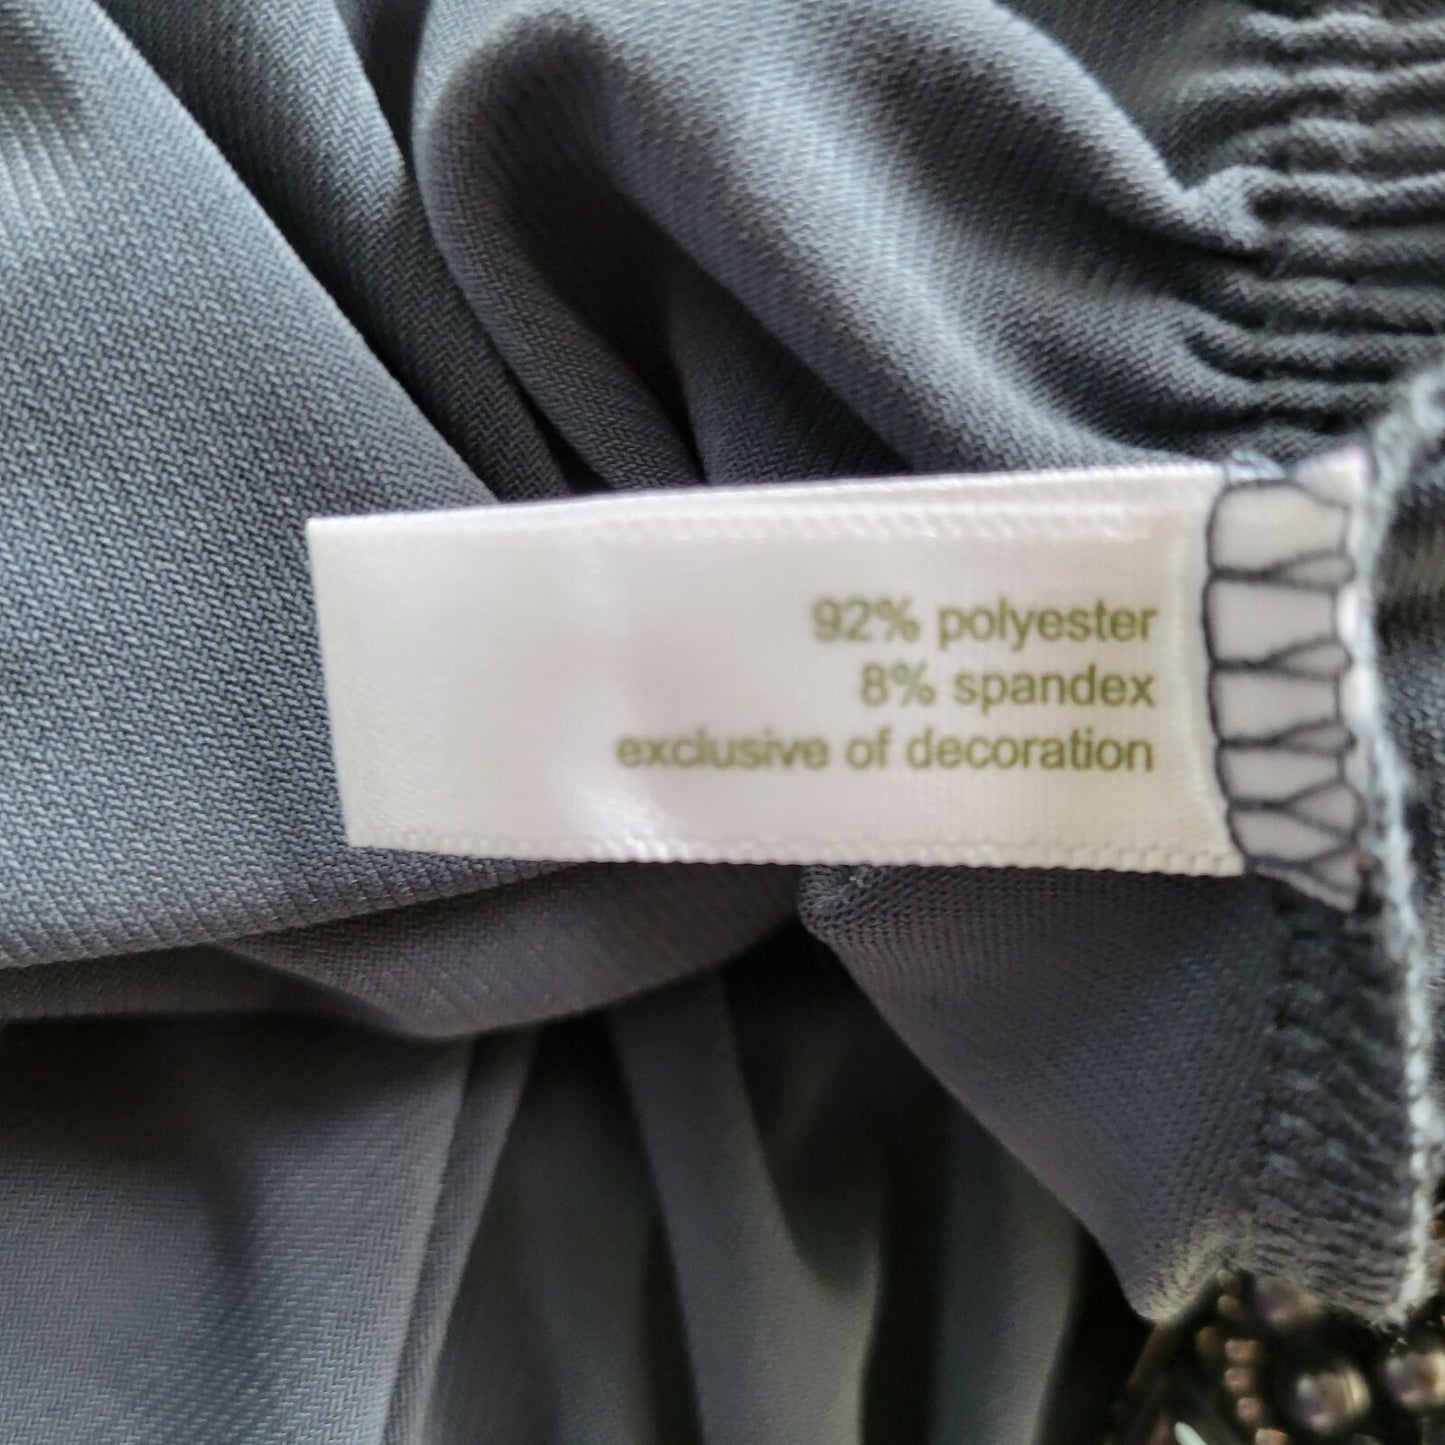 92% polyester
8% spandex
exclusive of decoration